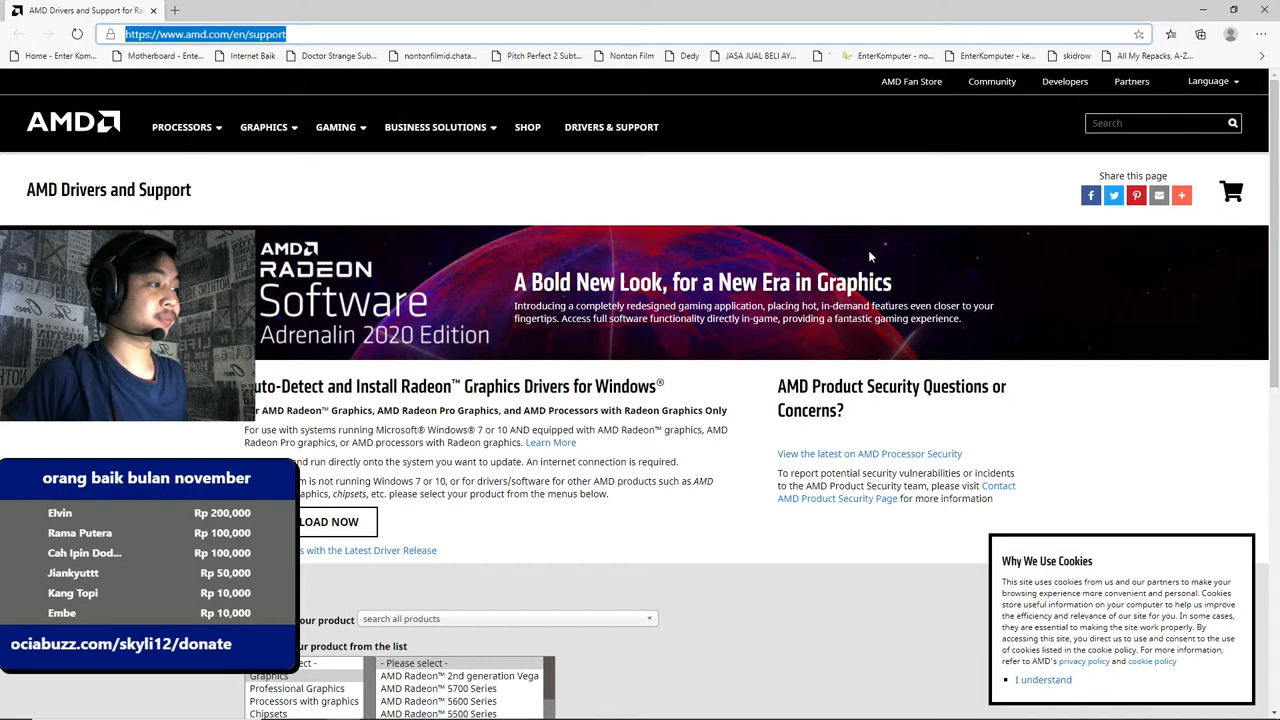 AMD Drivers and Support for Ra
https://www.amd.com/en/support
Home - Enter Kom...
Motherboard - Ente...
Internet Baik
Doctor Strange Sub...
nontonfilmid.chata...
Pitch Perfect 2 Subt...
Nonton Film
Dedy
JASA JUAL BELI AY...
EnterKomputer - no...
EnterKomputer - ke...
skidrow
All My Repacks, A-Z...
AMD Fan Store
Community
Developers
Partners
Language
AMD
PROCESSORS
GRAPHICS
GAMING
BUSINESS SOLUTIONS
SHOP
DRIVERS & SUPPORT
Search
AMD Drivers and Support
Share this page
AMD
RADEON
Software
Adrenalin 2020 Edition
A Bold New Look, for a New Era in Graphics
Introducing a completely redesigned gaming application, placing hot, in-demand features even closer to your
fingertips. Access full software functionality directly in-game, providing a fantastic gaming experience.
uto-Detect and Install Radeon™ Graphics Drivers for Windows®
r AMD Radeon™ Graphics, AMD Radeon Pro Graphics, and AMD Processors with Radeon Graphics Only
For use with systems running Microsoft® Windows® 7 or 10 AND equipped with AMD Radeon™ graphics, AMD
Radeon Pro graphics, or AMD processors with Radeon graphics. Learn More
and run directly onto the system you want to update. An internet connection is required.
m is not running Windows 7 or 10, or for drivers/software for other AMD products such as AMD
aphics, chipsets, etc. please select your product from the menus below.
LOAD NOW
s with the Latest Driver Release
AMD Product Security Questions or
Concerns?
View the latest on AMD Processor Security
To report potential security vulnerabilities or incidents
to the AMD Product Security team, please visit Contact
AMD Product Security Page for more information
orang baik bulan november
Elvin Rp 200,000
Rama Putera Rp 100,000
Cah Ipin Dod... Rp 100,000
Jiankyuttt Rp 50,000
Kang Topi Rp 10,000
Embe Rp 10,000
ociabuzz.com/skyli12/donate
our product
search all products
our product from the list
ect -
Graphics
Professional Graphics
Processors with graphics
Chipsets
- Please select -
AMD Radeon™ 2nd generation Vega
AMD Radeon™ 5700 Series
AMD Radeon™ 5600 Series
AMD Radeon™ 5500 Series
Why We Use Cookies
This site uses cookies from us and our partners to make your
browsing experience more convenient and personal. Cookies
store useful information on your computer to help us improve
the efficiency and relevance of our site for you. In some cases,
they are essential to making the site work properly. By
accessing this site, you direct us to use and consent to the use
of cookies listed in the cookie policy. For more information,
refer to AMD's privacy policy and cookie policy
I understand